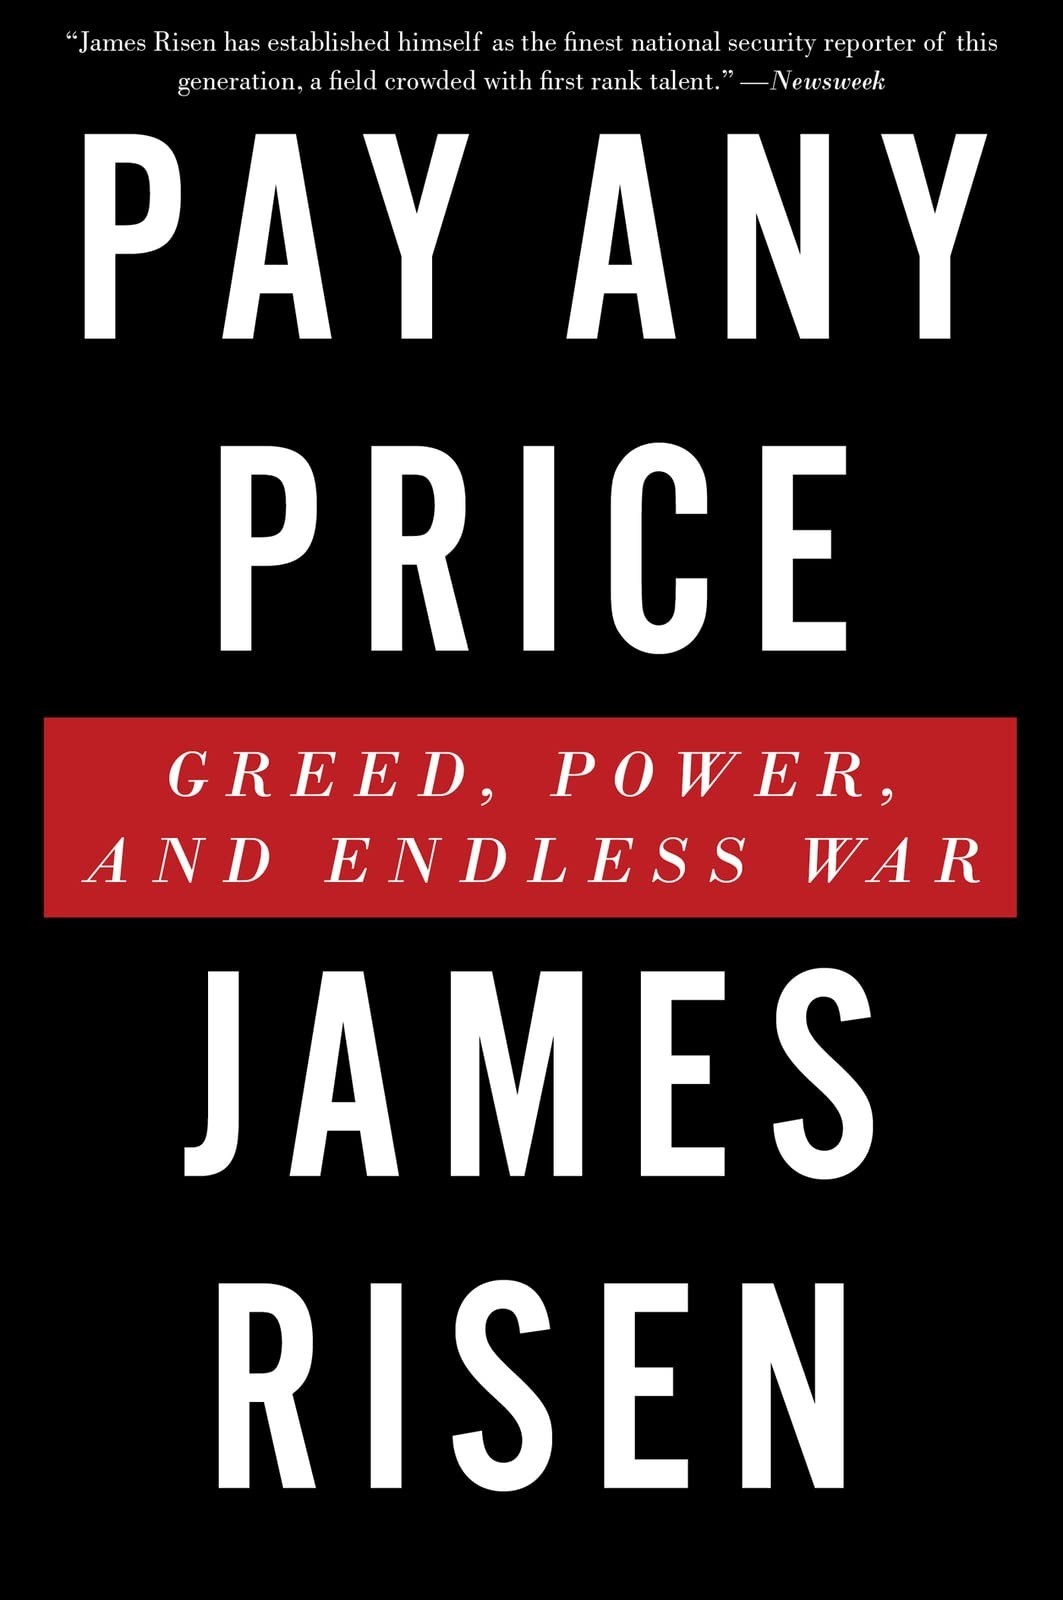 “James Risen has established himself as the finest national security reporter of this
generation, a field crowded with first rank talent.” —Newsweek
PAY ANY
PRICE
GREED, POWER,
AND ENDLESS WAR
JAMES
RISEN